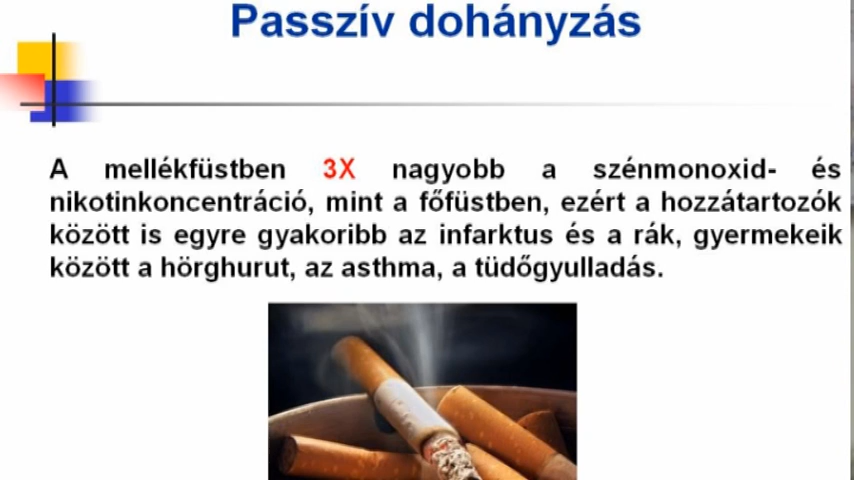 Passzív dohányzás
A mellékfüstben 3X nagyobb a szénmonoxid- és
nikotinkoncentráció, mint a főfüstben, ezért a hozzátartozók
között is egyre gyakoribb az infarktus és a rák, gyermekeik
között a hörghurut, az asthma, a tüdőgyulladás.